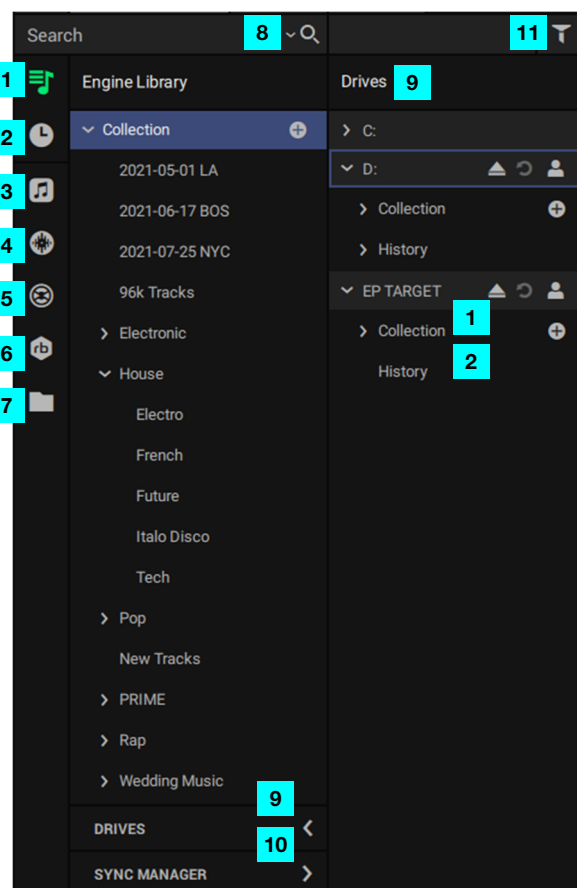 Search 8 11
1 Engine Library Drives 9
2 Collection C:
3 2021-05-01 LA D:
2021-06-17 BOS Collection
4 2021-07-25 NYC History
5 96k Tracks EP TARGET 1
Electronic Collection 2
6 rb House History
7 Electro
French
Future
Italo Disco
Tech
Pop
New Tracks
PRIME
Rap
Wedding Music
9
DRIVES
10
SYNC MANAGER